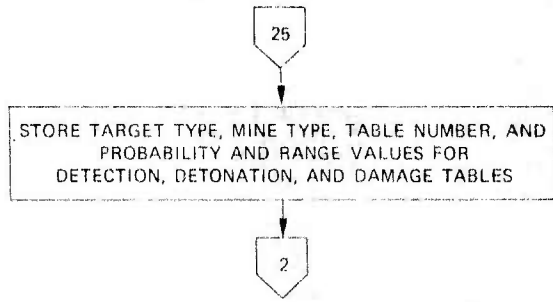 25
STORE TARGET TYPE, MINE TYPE, TABLE NUMBER, AND
PROBABILITY AND RANGE VALUES FOR
DETECTION, DETONATION, AND DAMAGE TABLES
2